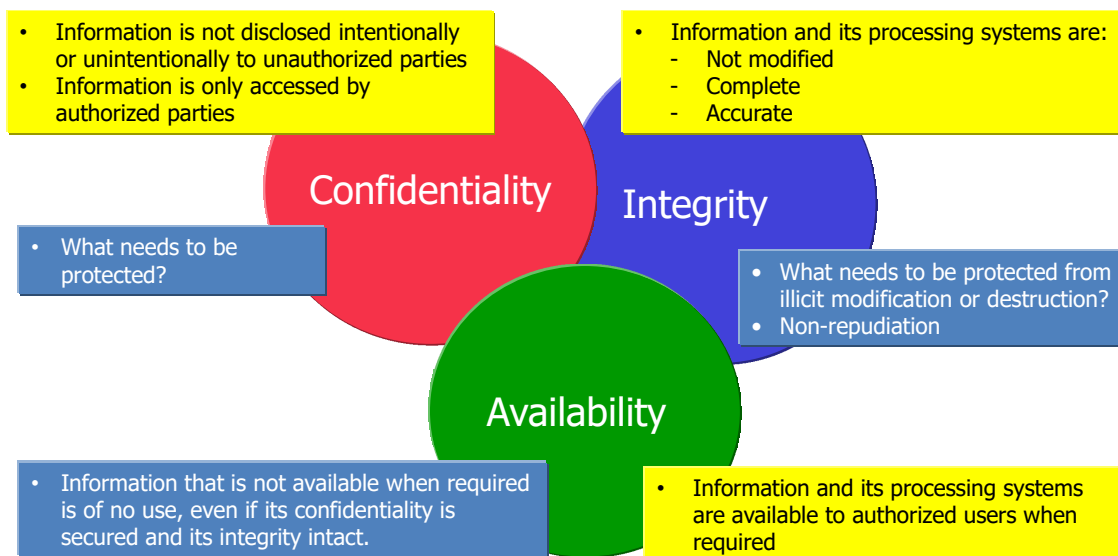 • Information is not disclosed intentionally
or unintentionally to unauthorized parties
• Information is only accessed by
authorized parties
• Information and its processing systems are:
- Not modified
- Complete
- Accurate
Confidentiality
Integrity
• What needs to be
protected?
• What needs to be protected from
illicit modification or destruction?
• Non-repudiation
Availability
• Information that is not available when required
is of no use, even if its confidentiality is
secured and its integrity intact.
• Information and its processing systems
are available to authorized users when
required